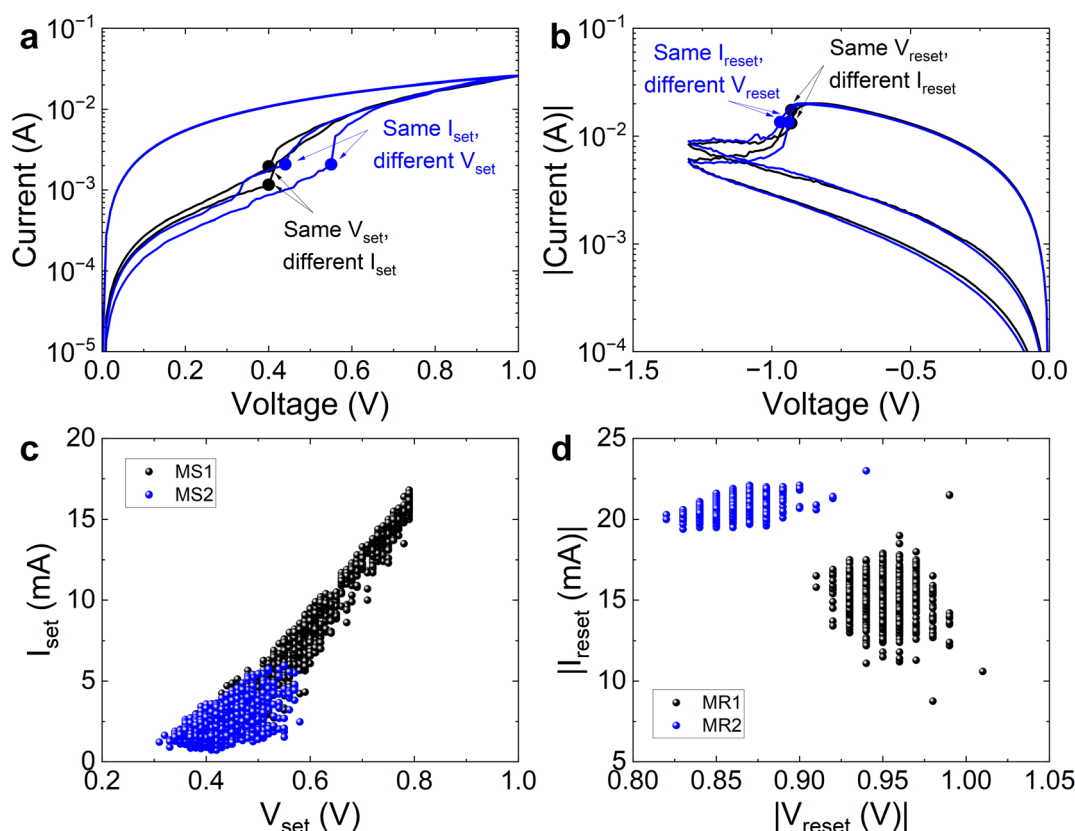 a
Current (A)
10⁻¹
10⁻²
10⁻³
10⁻⁴
10⁻⁵
Same I_set,
different V_set
Same V_set,
different I_set
0.0 0.2 0.4 0.6 0.8 1.0
Voltage (V)
b
|Current (A)|
10⁻¹
10⁻²
10⁻³
10⁻⁴
Same I_reset,
different V_reset
Same V_reset,
different I_reset
−1.5 −1.0 −0.5 0.0
Voltage (V)
c
I_set (mA)
20
15
10
5
0
MS1
MS2
0.2 0.4 0.6 0.8 1.0
V_set (V)
d
|I_reset (mA)|
25
20
15
10
5
MR1
MR2
0.80 0.85 0.90 0.95 1.00 1.05
|V_reset (V)|